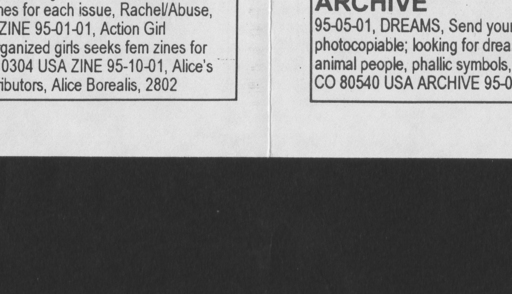 nes for each issue, Rachel/Abuse,
ZINE 95-01-01, Action Girl
ganized girls seeks fem zines for
0304 USA ZINE 95-10-01, Alice's
ibutors, Alice Borealis, 2802
ARCHIVE
95-05-01, DREAMS, Send your
photocopiable; looking for drea
animal people, phallic symbols,
CO 80540 USA ARCHIVE 95-0